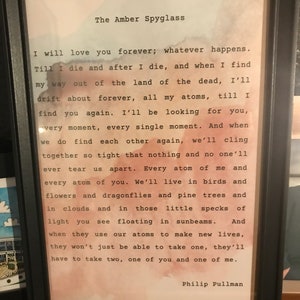 The Amber Spyglass
I will love you forever; whatever happens.
Till I die and after I die, and when I find
my way out of the land of the dead, I'll
drift about forever, all my atoms, till I
find you again. I'll be looking for you,
every moment, every single moment. And when
we do find each other again, we'll cling
together so tight that nothing and no one'll
ever tear us apart. Every atom of me and
every atom of you. We'll live in birds and
flowers and dragonflies and pine trees and
in clouds and in those little specks of
light you see floating in sunbeams. And
when they use our atoms to make new lives,
they won't just be able to take one, they'll
have to take two, one of you and one of me.
Philip Pullman